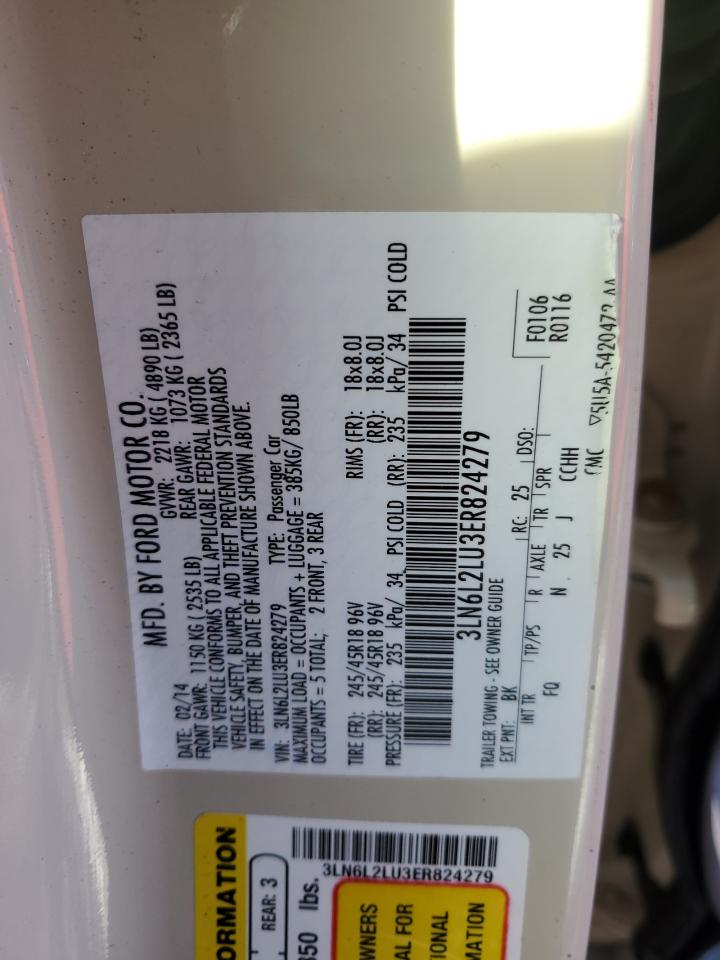 MFD. BY FORD MOTOR CO.
DATE: 02/14 GVWR: 2218 KG ( 4890 LB)
FRONT GAWR: 1150 KG ( 2535 LB) REAR GAWR: 1073 KG ( 2365 LB)
THIS VEHICLE CONFORMS TO ALL APPLICABLE FEDERAL MOTOR
VEHICLE SAFETY, BUMPER, AND THEFT PREVENTION STANDARDS
IN EFFECT ON THE DATE OF MANUFACTURE SHOWN ABOVE.
VIN: 3LN6L2LU3ER824279 TYPE: Passenger Car
MAXIMUM LOAD = OCCUPANTS + LUGGAGE = 385KG/ 850LB
OCCUPANTS = 5 TOTAL; 2 FRONT, 3 REAR
TIRE (FR): 245/45R18 96V RIMS (FR): 18x8.0J
(RR): 245/45R18 96V (RR): 18x8.0J
PRESSURE (FR): 235 kPa/ 34 PSI COLD (RR): 235 kPa/ 34 PSI COLD
3LN6L2LU3ER824279
TRAILER TOWING - SEE OWNER GUIDE
EXT PNT: BK RC: 25 DSO: F0106
R0116
INT TR TP/PS R AXLE TR SPR
FQ N 25 J CCHH
CMC
ORMATION
REAR: 3
850 lbs.
3LN6L2LU3ER824279
WNERS
AL FOR
IONAL
MATION